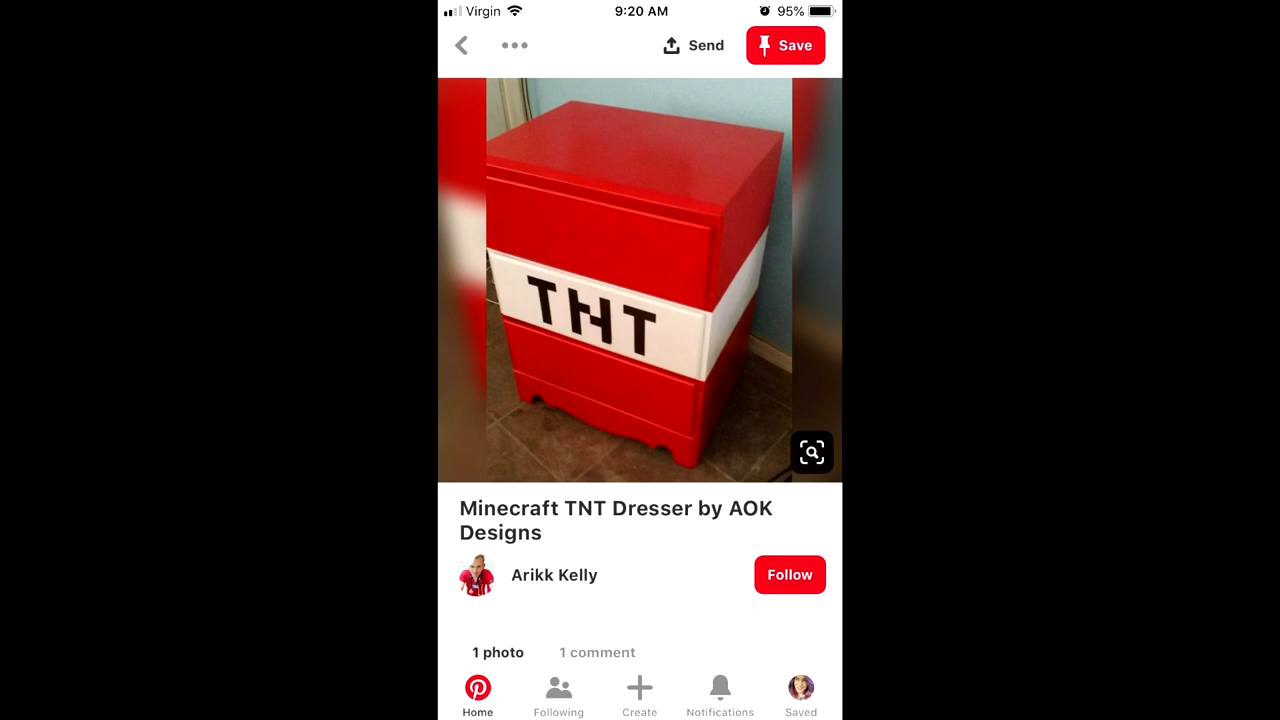 Virgin 9:20 AM 95%
Send Save
TNT
Minecraft TNT Dresser by AOK
Designs
Arikk Kelly Follow
1 photo 1 comment
Home Following Create Notifications Saved